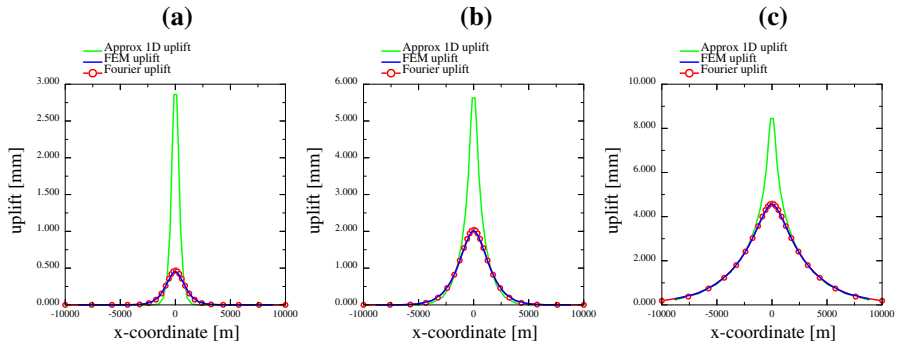 (a)
Approx 1D uplift
FEM uplift
Fourier uplift
3.000
2.500
2.000
1.500
1.000
0.500
0.000
-10000 -5000 0 5000 10000
uplift [mm]
x-coordinate [m]
(b)
Approx 1D uplift
FEM uplift
Fourier uplift
6.000
5.000
4.000
3.000
2.000
1.000
0.000
-10000 -5000 0 5000 10000
uplift [mm]
x-coordinate [m]
(c)
Approx 1D uplift
FEM uplift
Fourier uplift
10.000
8.000
6.000
4.000
2.000
0.000
-10000 -5000 0 5000 10000
uplift [mm]
x-coordinate [m]